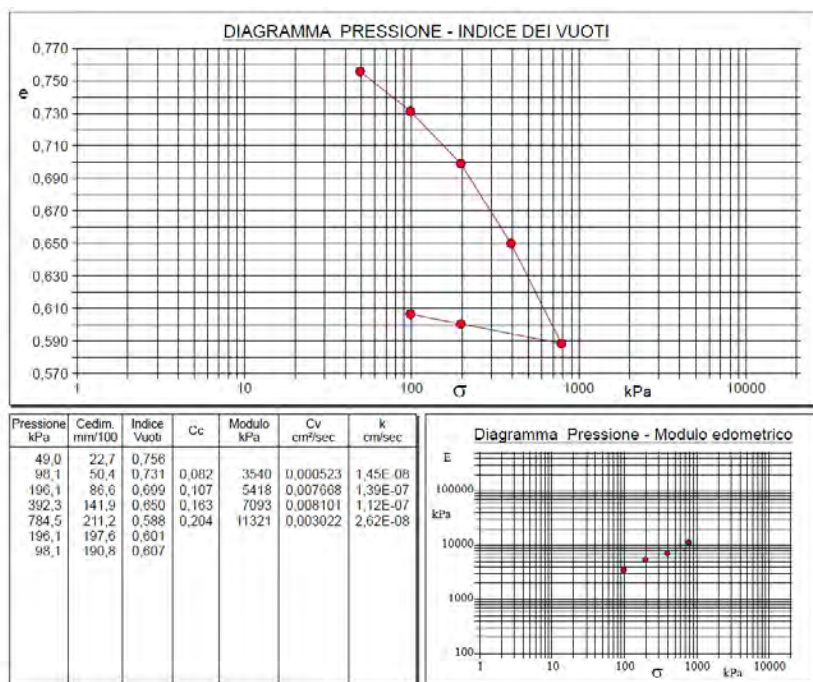 DIAGRAMMA PRESSIONE - INDICE DEI VUOTI
0,770
e
0,750
0,730
0,710
0,690
0,670
0,650
0,630
0,610
0,590
0,570
1 10 100 σ 1000 kPa 10000
Pressione kPa Cedim. mm/100 Indice Vuoti Cc Modulo kPa Cv cm²/sec k cm/sec
49,0 22,7 0,756
98,1 50,4 0,731 0,082 3540 0,000523 1,45E-08
196,1 86,6 0,699 0,107 5418 0,007668 1,39E-07
392,3 141,9 0,650 0,163 7093 0,008101 1,12E-07
784,5 211,2 0,588 0,204 11321 0,003022 2,62E-08
196,1 197,6 0,601
98,1 190,8 0,607
Diagramma Pressione - Modulo edometrico
E
100000
kPa
10000
1000
100
1 10 100 σ 1000 kPa 10000